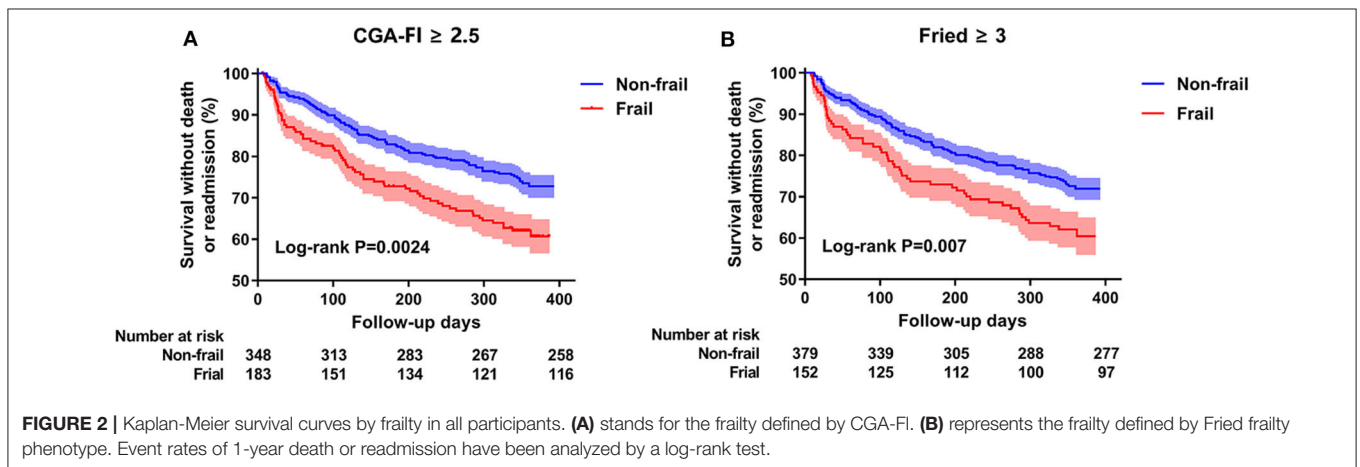 A
CGA-FI ≥ 2.5
Survival without death
or readmission (%)
100
90
80
70
60
50
Non-frail
Frail
Log-rank P=0.0024
0 100 200 300 400
Follow-up days
Number at risk
Non-frail 348 313 283 267 258
Frial 183 151 134 121 116
B
Fried ≥ 3
Survival without death
or readmission (%)
100
90
80
70
60
50
Non-frail
Frail
Log-rank P=0.007
0 100 200 300 400
Follow-up days
Number at risk
Non-frail 379 339 305 288 277
Frial 152 125 112 100 97
FIGURE 2 | Kaplan-Meier survival curves by frailty in all participants. (A) stands for the frailty defined by CGA-FI. (B) represents the frailty defined by Fried frailty
phenotype. Event rates of 1-year death or readmission have been analyzed by a log-rank test.